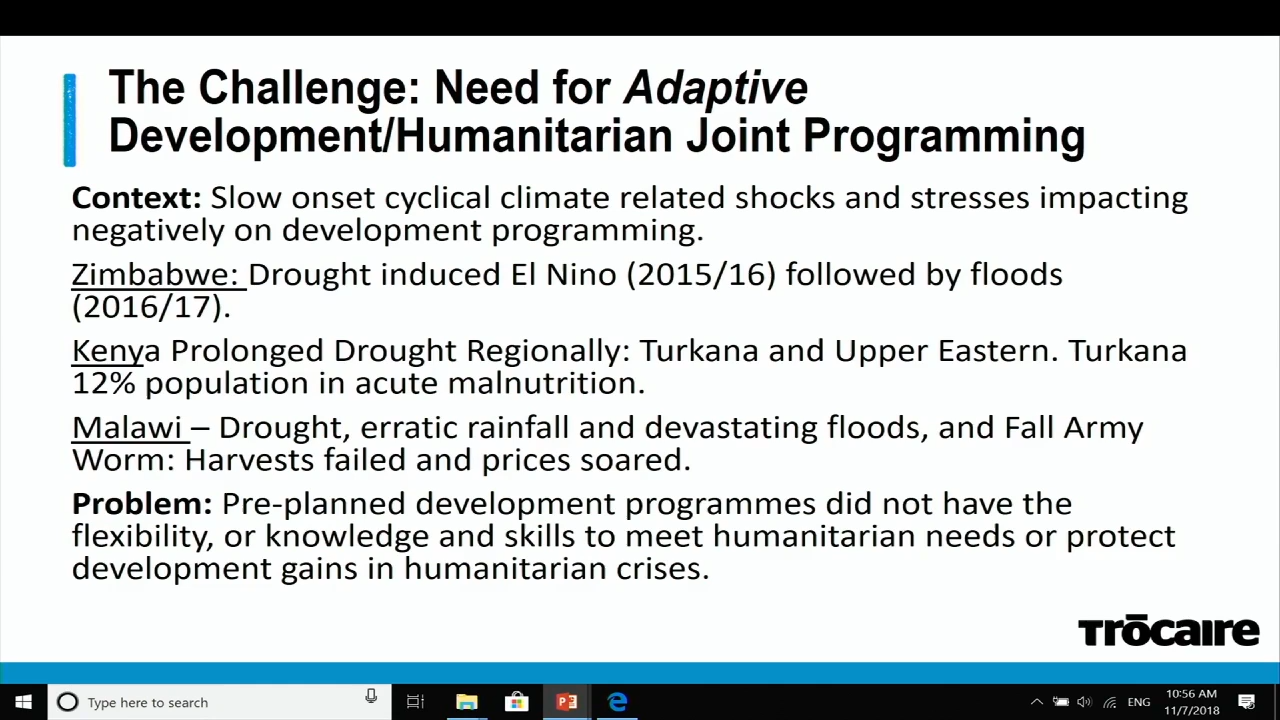 The Challenge: Need for Adaptive
Development/Humanitarian Joint Programming
Context: Slow onset cyclical climate related shocks and stresses impacting
negatively on development programming.
Zimbabwe: Drought induced El Nino (2015/16) followed by floods
(2016/17).
Kenya Prolonged Drought Regionally: Turkana and Upper Eastern. Turkana
12% population in acute malnutrition.
Malawi – Drought, erratic rainfall and devastating floods, and Fall Army
Worm: Harvests failed and prices soared.
Problem: Pre-planned development programmes did not have the
flexibility, or knowledge and skills to meet humanitarian needs or protect
development gains in humanitarian crises.
Trōcaire
Type here to search
ENG
10:56 AM
11/7/2018